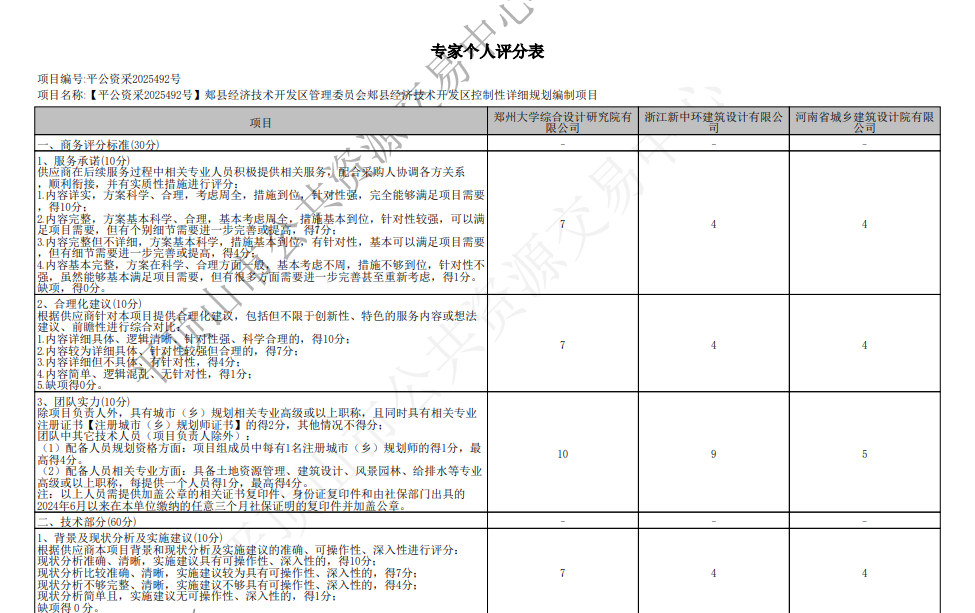 专家个人评分表
项目编号:平公资采2025492号
项目名称:【平公资采2025492号】郏县经济技术开发区管理委员会郏县经济技术开发区控制性详细规划编制项目
项目
郑州大学综合设计研究院有
限公司
浙江新中环建筑设计有限公
司
河南省城乡建筑设计院有限
公司
一、商务评分标准(30分)
-
-
-
1、服务承诺(10分)
供应商在后续服务过程中相关专业人员积极提供相关服务，配合采购人协调各方关系
，顺利衔接，并有实质性措施进行评分：
1.内容详实，方案科学、合理，考虑周全，措施到位，针对性强，完全能够满足项目需要
，得10分；
2.内容完整，方案基本科学、合理，基本考虑周全，措施基本到位，针对性较强，可以满
足项目需要，但有个别细节需要进一步完善或提高，得7分；
3.内容完整但不详细，方案基本科学，措施基本到位，有针对性，基本可以满足项目需要
，但有细节需要进一步完善或提高，得4分；
4.内容基本完整，方案在科学、合理方面一般，基本考虑不周，措施不够到位，针对性不
强，虽然能够基本满足项目需要，但有很多方面需要进一步完善甚至重新考虑，得1分。
缺项，得0分。
7
4
4
2、合理化建议(10分)
根据供应商针对本项目提供合理化建议，包括但不限于创新性、特色的服务内容或想法
建议、前瞻性进行综合对比：
1.内容详细具体、逻辑清晰、针对性强、科学合理的，得10分；
2.内容较为详细具体、针对性较强但合理的，得7分；
3.内容详细但不具体、有针对性，得4分；
4.内容简单、逻辑混乱、无针对性，得1分；
5.缺项得0分。
7
4
4
3、团队实力(10分)
除项目负责人外，具有城市（乡）规划相关专业高级或以上职称，且同时具有相关专业
注册证书【注册城市（乡）规划师证书】的得2分，其他情况不得分；
团队中其它技术人员（项目负责人除外）：
（1）配备人员规划资格方面：项目组成员中每有1名注册城市（乡）规划师的得1分，最
高得4分。
（2）配备人员相关专业方面：具备土地资源管理、建筑设计、风景园林、给排水等专业
高级或以上职称，每提供一个人员得1分，最高得4分。
注：以上人员需提供加盖公章的相关证书复印件、身份证复印件和由社保部门出具的
2024年6月以来在本单位缴纳的任意三个月社保证明的复印件并加盖公章。
10
9
5
二、技术部分(60分)
-
-
-
1、背景及现状分析及实施建议(10分)
根据供应商本项目背景和现状分析及实施建议的准确、可操作性、深入性进行评分：
现状分析准确、清晰，实施建议具有可操作性、深入性的，得10分；
现状分析比较准确、清晰，实施建议较为具有可操作性、深入性的，得7分；
现状分析不够完整、清晰，实施建议不够具有可操作性、深入性的，得4分；
现状分析简单且，实施建议无可操作性、深入性的，得1分；
缺项得０分。
7
4
4
平顶山市公共资源交易中心
平顶山市公共资源交易中心